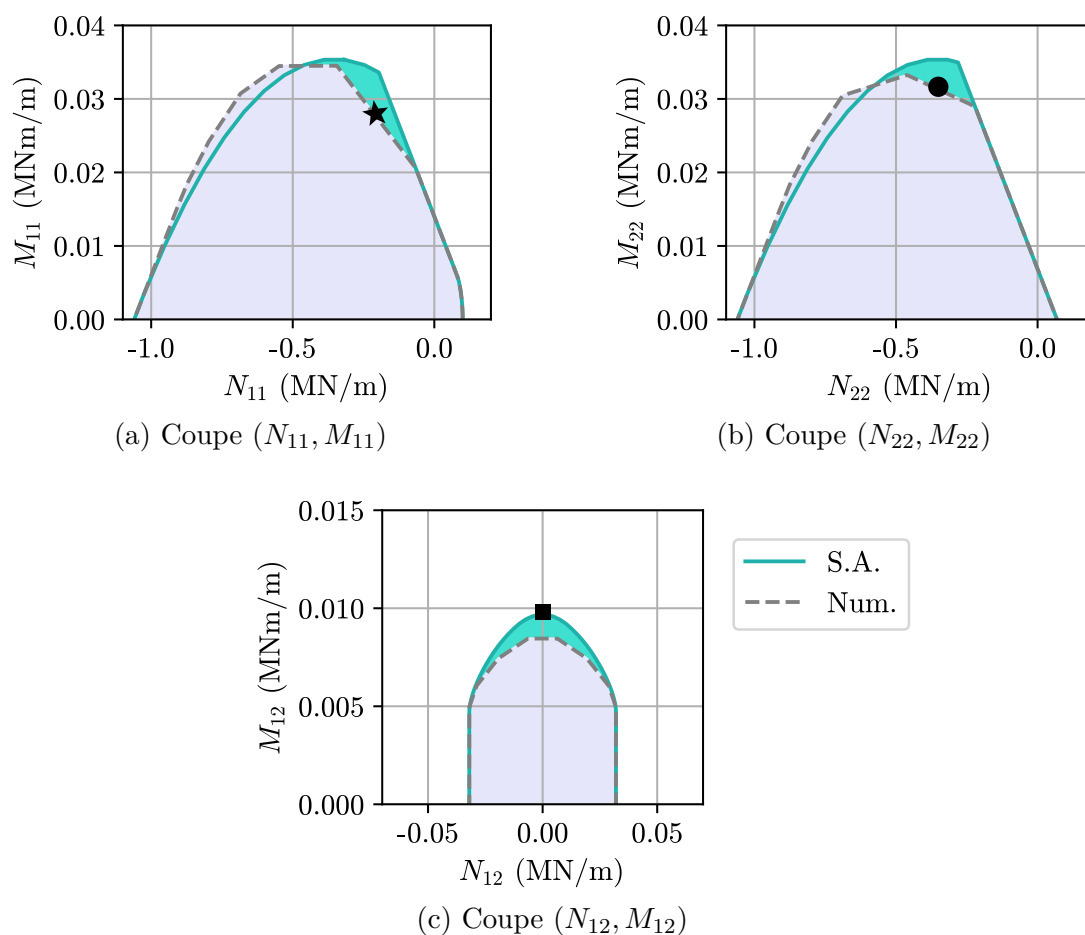 0.04
0.03
0.02
0.01
0.00
M11 (MNm/m)
-1.0 -0.5 0.0
N11 (MN/m)
(a) Coupe (N11, M11)
0.04
0.03
0.02
0.01
0.00
M22 (MNm/m)
-1.0 -0.5 0.0
N22 (MN/m)
(b) Coupe (N22, M22)
0.015
0.010
0.005
0.000
M12 (MNm/m)
-0.05 0.00 0.05
N12 (MN/m)
(c) Coupe (N12, M12)
S.A.
Num.